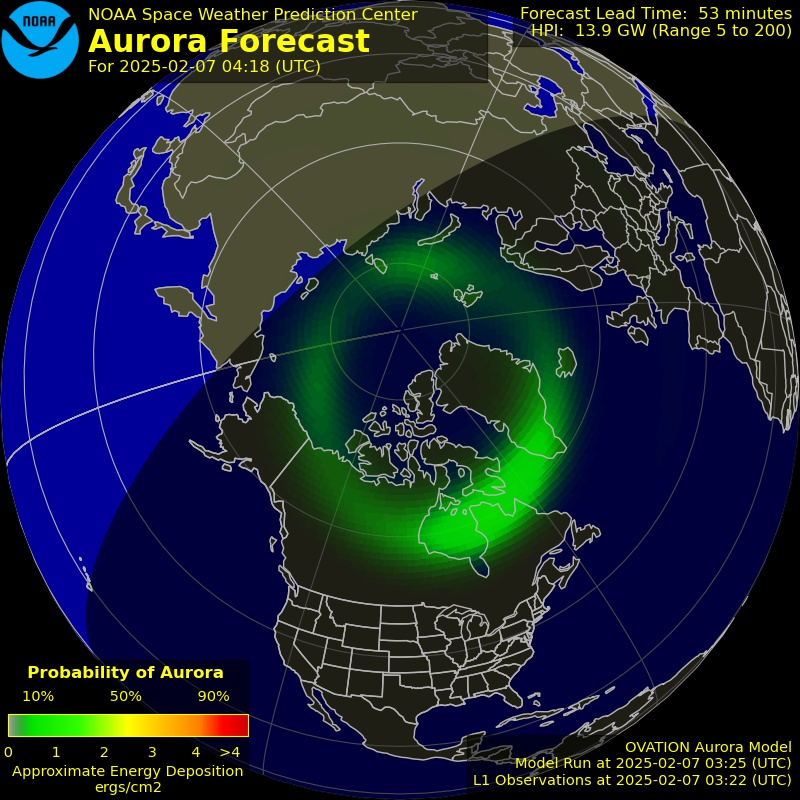 NOAA
NOAA Space Weather Prediction Center
Aurora Forecast
For 2025-02-07 04:18 (UTC)
Forecast Lead Time: 53 minutes
HPI: 13.9 GW (Range 5 to 200)
Probability of Aurora
10% 50% 90%
0 1 2 3 4 >4
Approximate Energy Deposition
ergs/cm2
OVATION Aurora Model
Model Run at 2025-02-07 03:25 (UTC)
L1 Observations at 2025-02-07 03:22 (UTC)